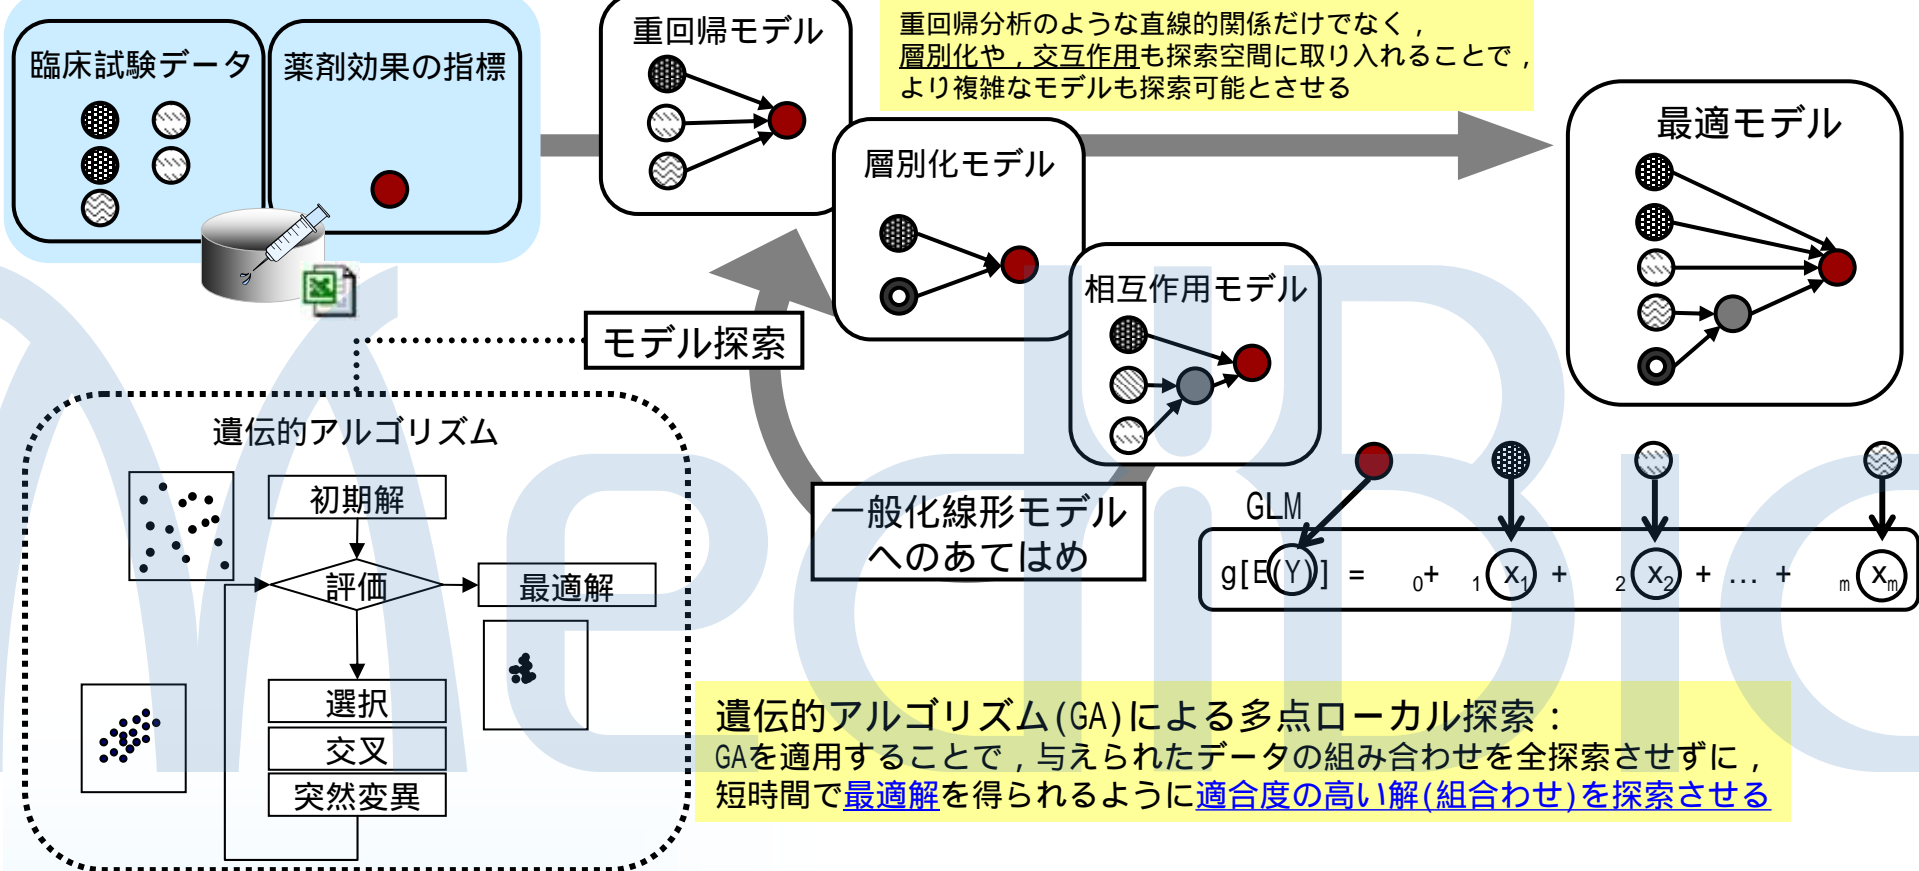 臨床試験データ
薬剤効果の指標
重回帰モデル
重回帰分析のような直線的関係だけでなく，
層別化や，交互作用も探索空間に取り入れることで，
より複雑なモデルも探索可能とさせる
層別化モデル
相互作用モデル
最適モデル
モデル探索
遺伝的アルゴリズム
初期解
評価
最適解
選択
交叉
突然変異
一般化線形モデル
へのあてはめ
GLM
g[E(Y)] = 0+ 1 X1 + 2 X2 + … + m Xm
遺伝的アルゴリズム(GA)による多点ローカル探索：
GAを適用することで，与えられたデータの組み合わせを全探索させずに，
短時間で最適解を得られるように適合度の高い解(組合わせ)を探索させる
MediBic